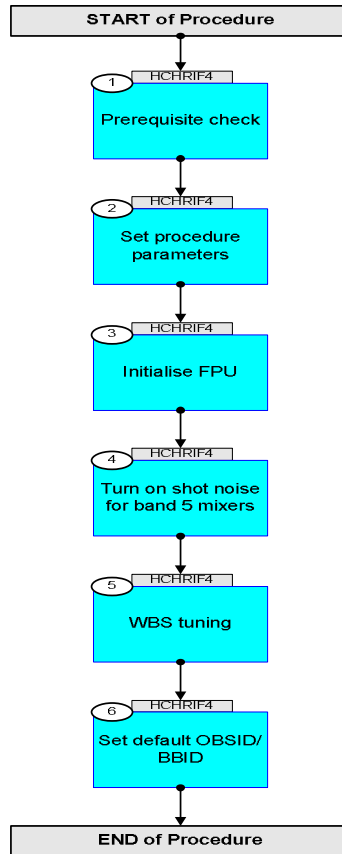 START of Procedure
HCHRIF4
1
Prerequisite check
HCHRIF4
2
Set procedure
parameters
HCHRIF4
3
Initialise FPU
HCHRIF4
4
Turn on shot noise
for band 5 mixers
HCHRIF4
5
WBS tuning
HCHRIF4
6
Set default OBSID/
BBID
END of Procedure